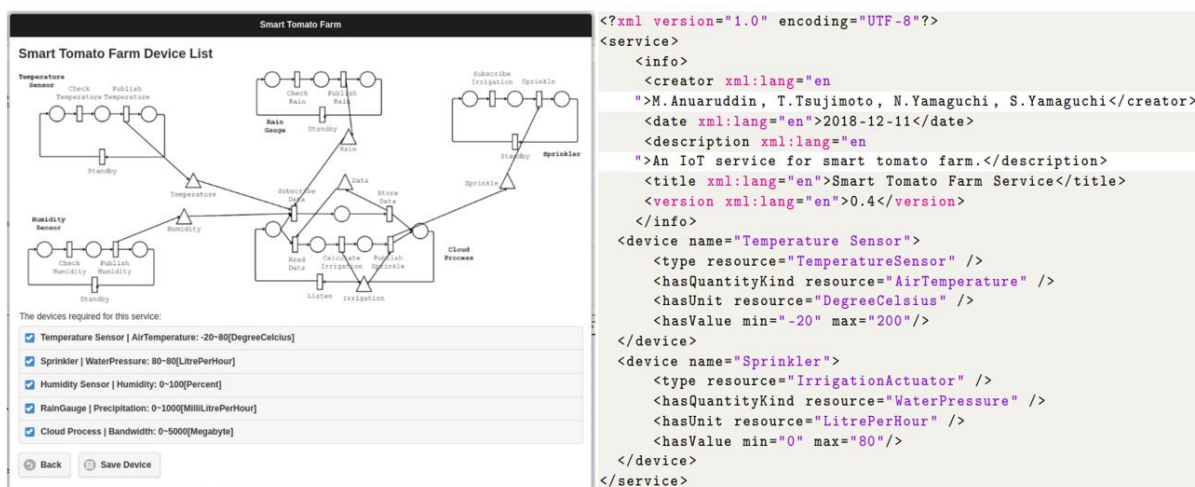 Smart Tomato Farm
Smart Tomato Farm Device List
Temperature
Sensor
Check
Temperature
Publish
Temperature
Standby
Check
Rain
Publish
Rain
Rain
Gauge
Standby
Subscribe
Irrigation
Sprinkle
Standby
Sprinkler
Temperature
Rain
Data
Subscribe
Data
Store
Data
Sprinkle
Humidity
Humidity
Sensor
Check
Humidity
Publish
Humidity
Standby
Read
Data
Calculate
Irrigation
Publish
Sprinkle
Cloud
Process
Listen
irrigation
The devices required for this service:
Temperature Sensor | AirTemperature: -20~80[DegreeCelcius]
Sprinkler | WaterPressure: 80~80[LitrePerHour]
Humidity Sensor | Humidity: 0~100[Percent]
RainGauge | Precipitation: 0~1000[MilliLitrePerHour]
Cloud Process | Bandwidth: 0~5000[Megabyte]
Back
Save Device
<?xml version="1.0" encoding="UTF-8"?>
<service>
<info>
<creator xml:lang="en
">M.Anuaruddin, T.Tsujimoto, N.Yamaguchi, S.Yamaguchi</creator>
<date xml:lang="en">2018-12-11</date>
<description xml:lang="en
">An IoT service for smart tomato farm.</description>
<title xml:lang="en">Smart Tomato Farm Service</title>
<version xml:lang="en">0.4</version>
</info>
<device name="Temperature Sensor">
<type resource="TemperatureSensor" />
<hasQuantityKind resource="AirTemperature" />
<hasUnit resource="DegreeCelsius" />
<hasValue min="-20" max="200"/>
</device>
<device name="Sprinkler">
<type resource="IrrigationActuator" />
<hasQuantityKind resource="WaterPressure" />
<hasUnit resource="LitrePerHour" />
<hasValue min="0" max="80"/>
</device>
</service>